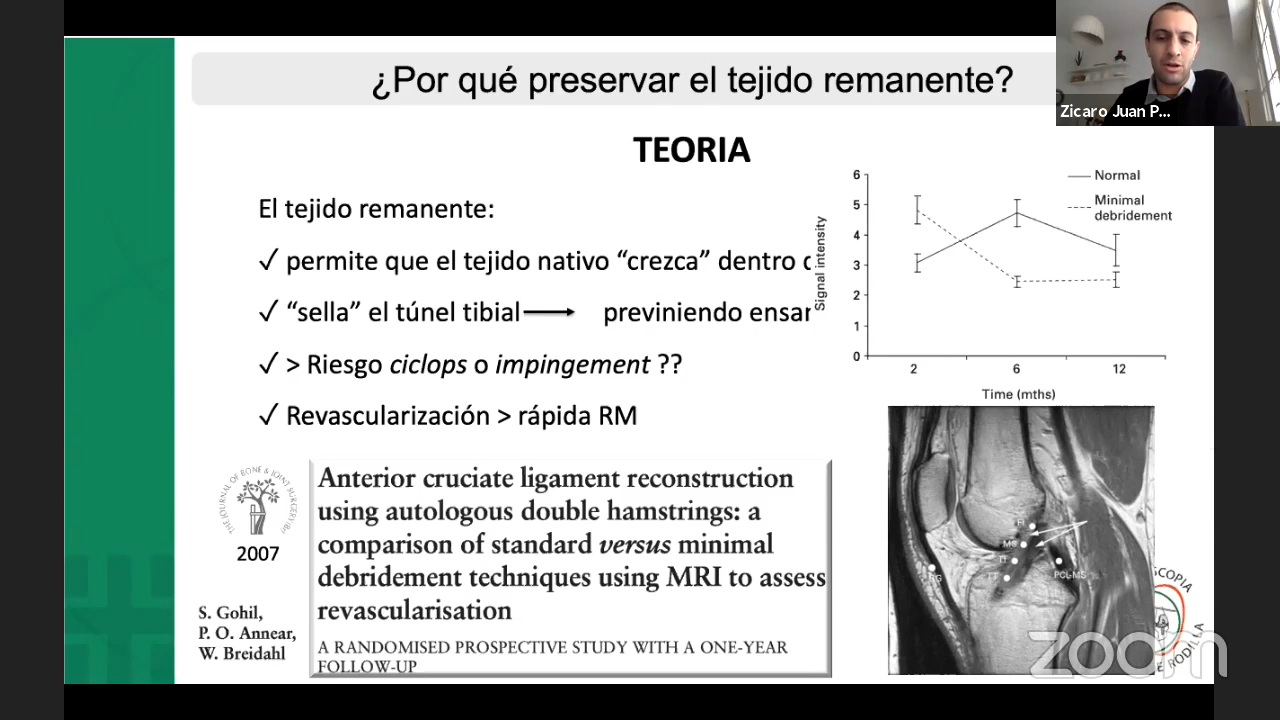 ¿Por qué preservar el tejido remanente?
Zicaro Juan P...
TEORIA
El tejido remanente:
✓ permite que el tejido nativo “crezca” dentro
✓ “sella” el túnel tibial → previniendo
✓ > Riesgo ciclops o impingement ??
✓ Revascularización > rápida RM
Signal intensity
6
5
4
3
2
1
0
Normal
Minimal
debridement
2 6 12
Time (mths)
THE JOURNAL OF BONE & JOINT SURGERY
2007
S. Gohil,
P. O. Annear,
W. Breidahl
Anterior cruciate ligament reconstruction
using autologous double hamstrings: a
comparison of standard versus minimal
debridement techniques using MRI to assess
revascularisation
A RANDOMISED PROSPECTIVE STUDY WITH A ONE-YEAR
FOLLOW-UP
MS
PCL-MS
RODILLA
zoom